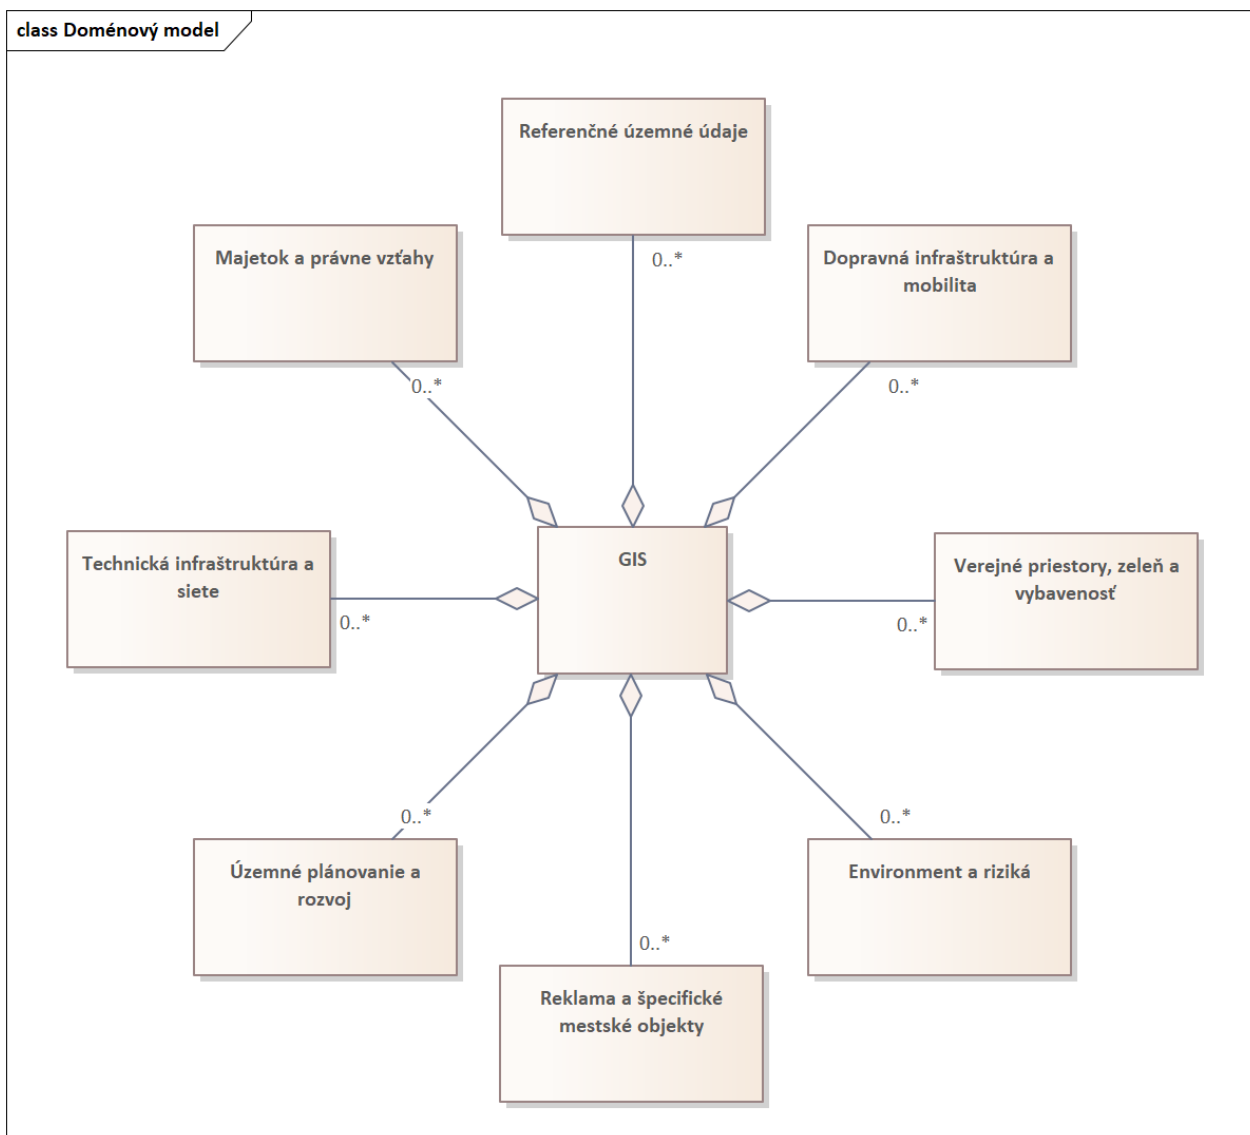 class Doménový model
Referenčné územné údaje
0..*
Majetok a právne vzťahy
0..*
Dopravná infraštruktúra a
mobilita
0..*
Technická infraštruktúra a
siete
0..*
GIS
Verejné priestory, zeleň a
vybavenosť
0..*
0..*
Územné plánovanie a
rozvoj
0..*
Environment a riziká
0..*
Reklama a špecifické
mestské objekty